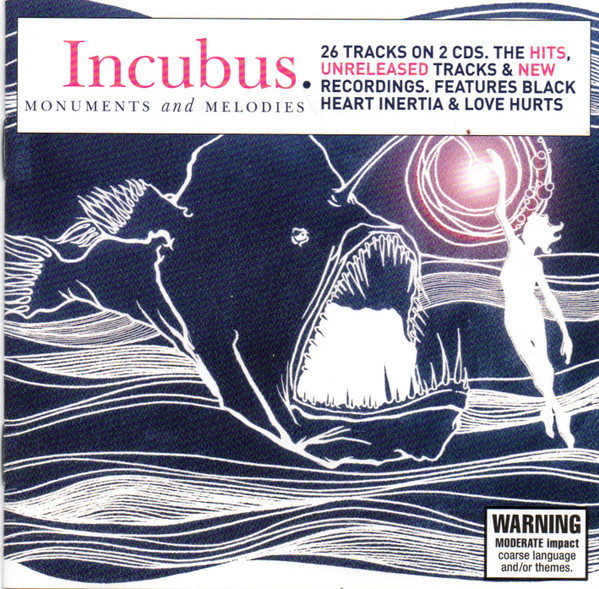 Incubus.
MONUMENTS and MELODIES
26 TRACKS ON 2 CDS. THE HITS,
UNRELEASED TRACKS & NEW
RECORDINGS. FEATURES BLACK
HEART INERTIA & LOVE HURTS
WARNING
MODERATE impact
coarse language
and/or themes.